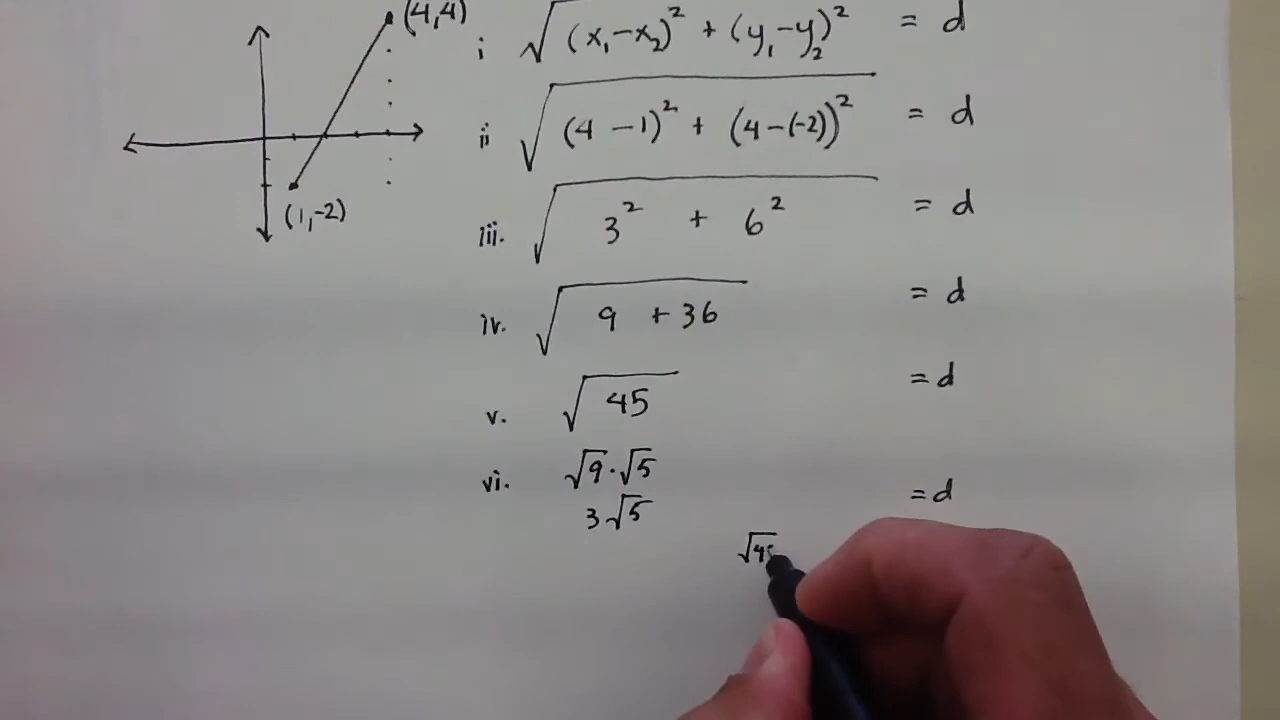 (4,4)
(1,-2)
i √(x₁-x₂)² + (y₁-y₂)² = d
ii √(4 -1)² + (4-(-2))² = d
iii. √3² + 6² = d
iv. √9 + 36 = d
v. √45 = d
vi. √9 · √5
3√5 = d